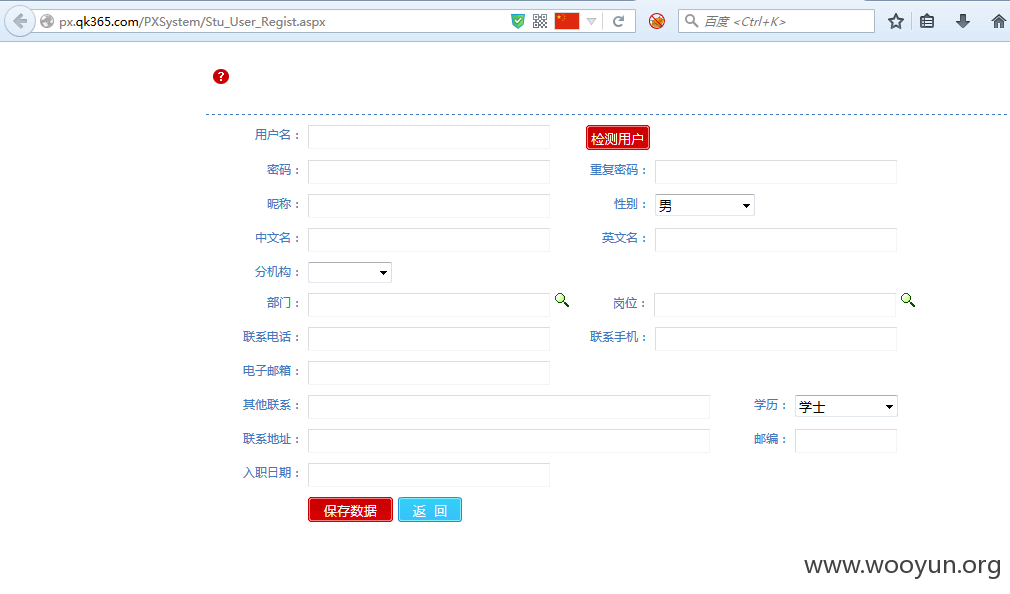 px.qk365.com/PXSystem/Stu_User_Regist.aspx 百度 <Ctrl+K>
?
用户名： 检测用户
密码： 重复密码：
昵称： 性别： 男
中文名： 英文名：
分机构：
部门： 岗位：
联系电话： 联系手机：
电子邮箱：
其他联系： 学历： 学士
联系地址： 邮编：
入职日期：
保存数据 返 回
www.wooyun.org